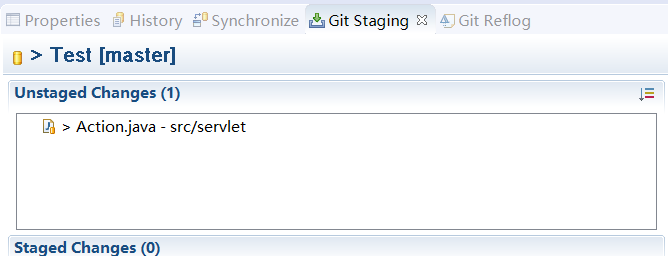 Properties History Synchronize Git Staging Git Reflog
> Test [master]
Unstaged Changes (1)
> Action.java - src/servlet
Staged Changes (0)